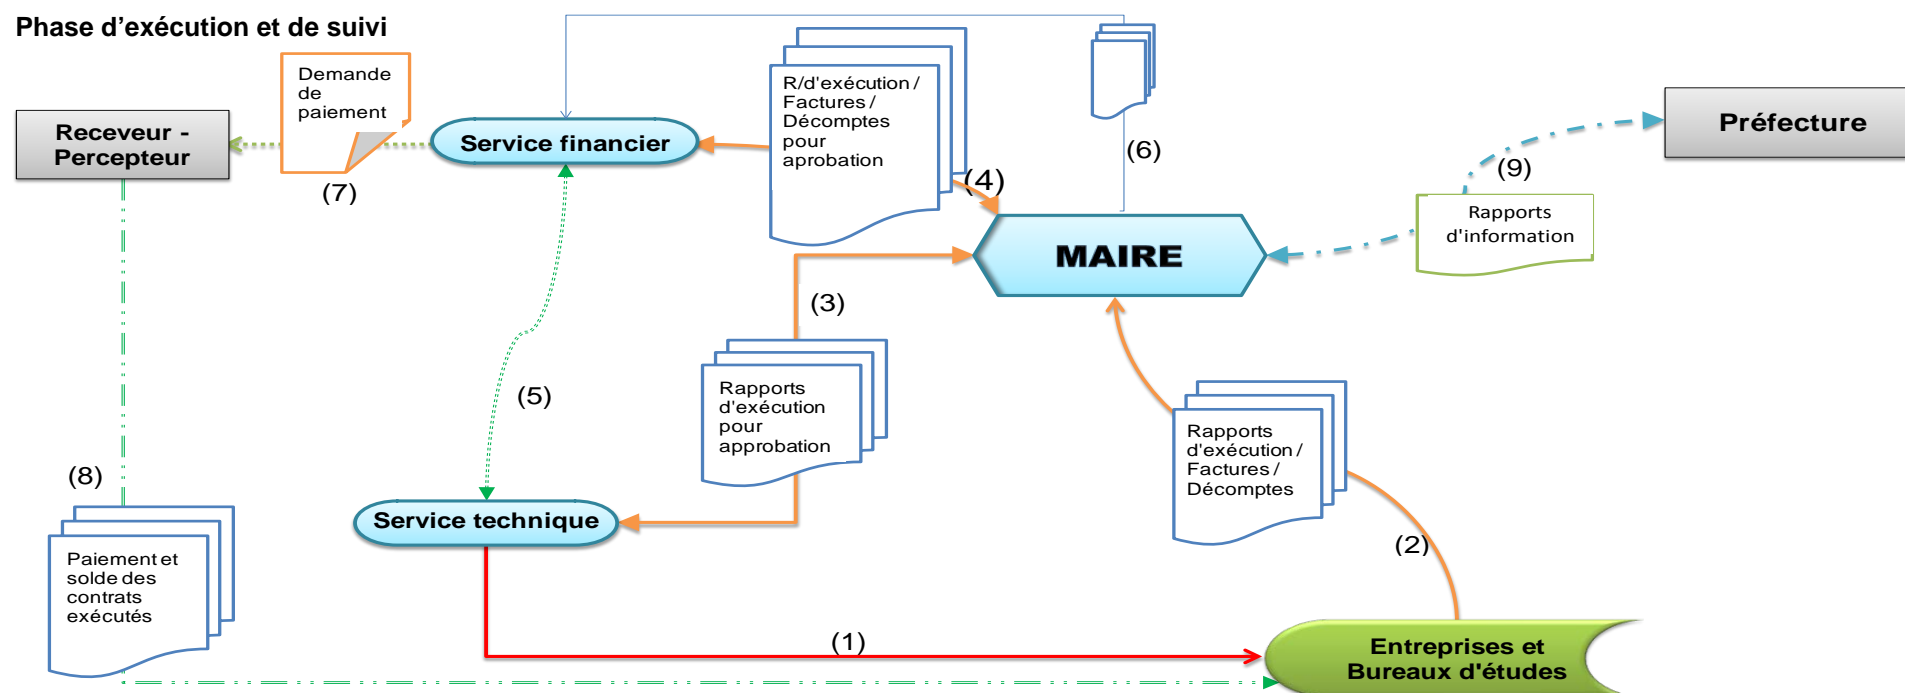 Phase d’exécution et de suivi
Demande
de
paiement
Receveur -
Percepteur
(7)
Service financier
R/d'exécution /
Factures /
Décomptes
pour
aprobation
(4)
(6)
Préfecture
(9)
Rapports
d'information
MAIRE
(3)
(5)
Rapports
d'exécution
pour
approbation
Rapports
d'exécution /
Factures /
Décomptes
(2)
(8)
Service technique
Paiement et
solde des
contrats
exécutés
(1)
Entreprises et
Bureaux d'études